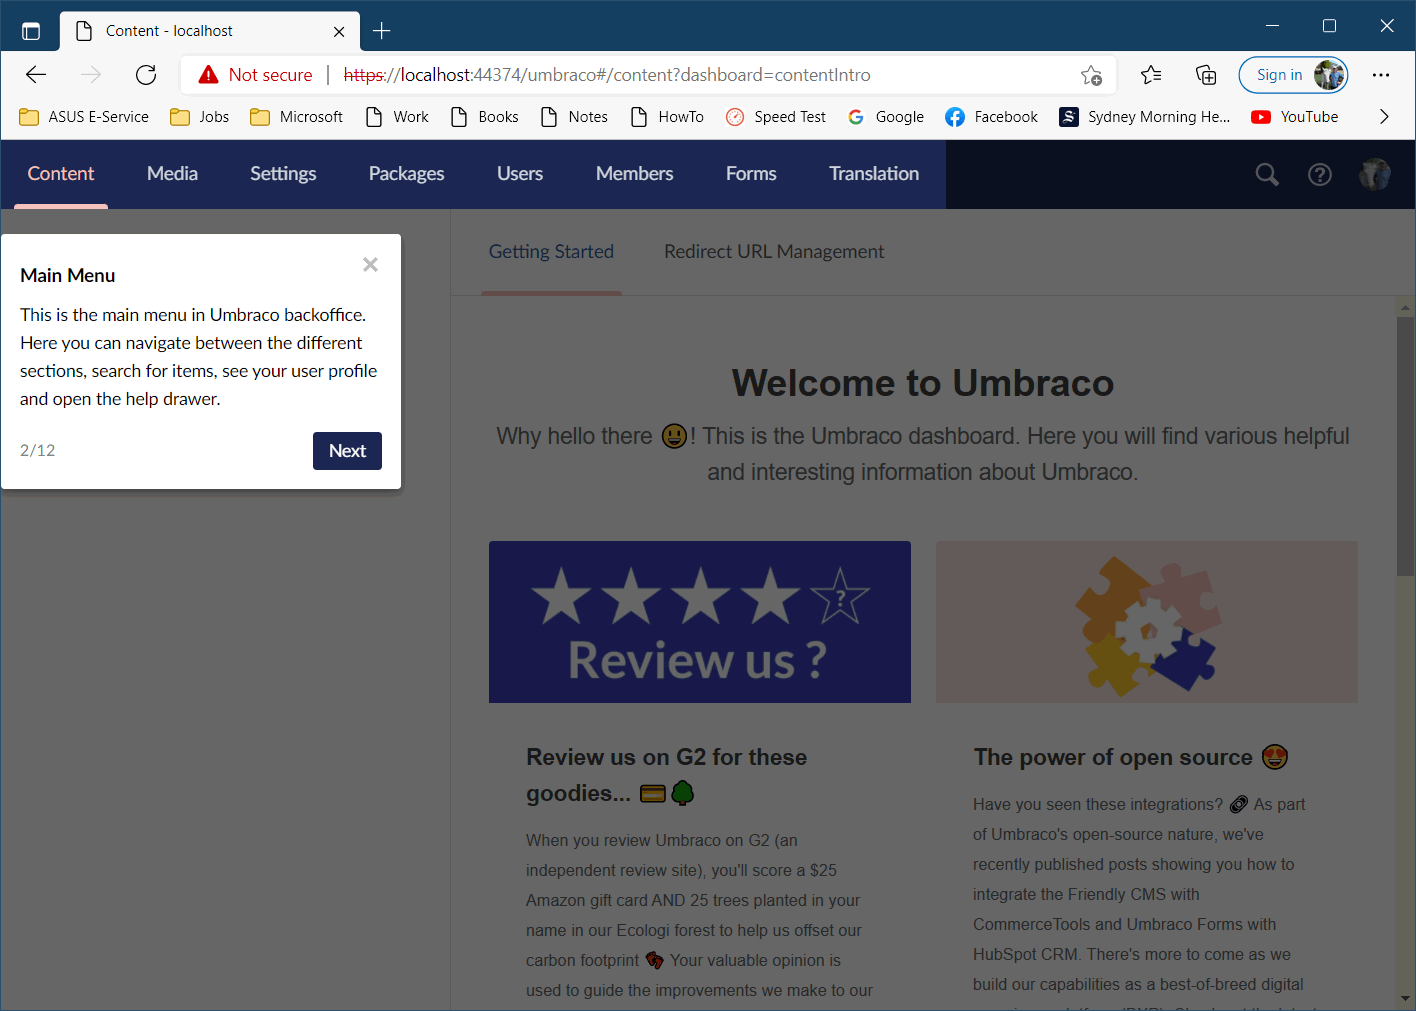 Content - localhost
Not secure | https://localhost:44374/umbraco#/content?dashboard=contentIntro
Sign in
ASUS E-Service Jobs Microsoft Work Books Notes HowTo Speed Test Google Facebook Sydney Morning He... YouTube
Content Media Settings Packages Users Members Forms Translation
Getting Started Redirect URL Management
Main Menu
This is the main menu in Umbraco backoffice.
Here you can navigate between the different
sections, search for items, see your user profile
and open the help drawer.
2/12 Next
Welcome to Umbraco
Why hello there 😃! This is the Umbraco dashboard. Here you will find various helpful
and interesting information about Umbraco.
?
Review us ?
Review us on G2 for these
goodies... 💳🌳
When you review Umbraco on G2 (an
independent review site), you'll score a $25
Amazon gift card AND 25 trees planted in your
name in our Ecologi forest to help us offset our
carbon footprint 👣 Your valuable opinion is
used to guide the improvements we make to our
The power of open source 😍
Have you seen these integrations? 🔗 As part
of Umbraco's open-source nature, we've
recently published posts showing you how to
integrate the Friendly CMS with
CommerceTools and Umbraco Forms with
HubSpot CRM. There's more to come as we
build our capabilities as a best-of-breed digital